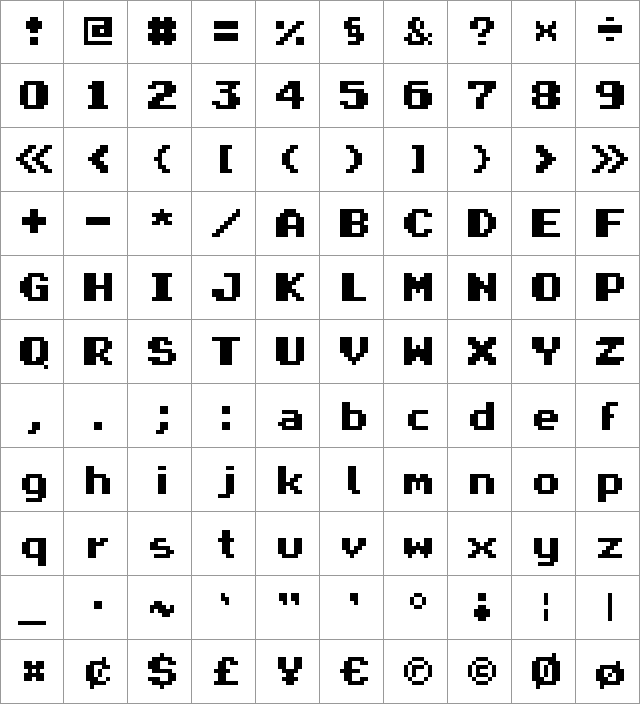 ! @ # = % § & ? × ÷
0 1 2 3 4 5 6 7 8 9
« ‹ { [ ( ) ] } › »
+ - * / A B C D E F
G H I J K L M N O P
Q R S T U V W X Y Z
, . ; : a b c d e f
g h i j k l m n o p
q r s t u v w x y z
_ · ~ ‘ " ' ° ¡ ¦ |
¤ ¢ $ £ ¥ € ® © Ø ø